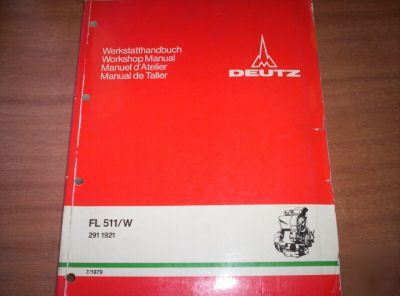 Werkstatthandbuch
Workshop Manual
Manuel d'Atelier
Manual de Taller
DEUTZ
FL 511/W
291 1921
7/1979